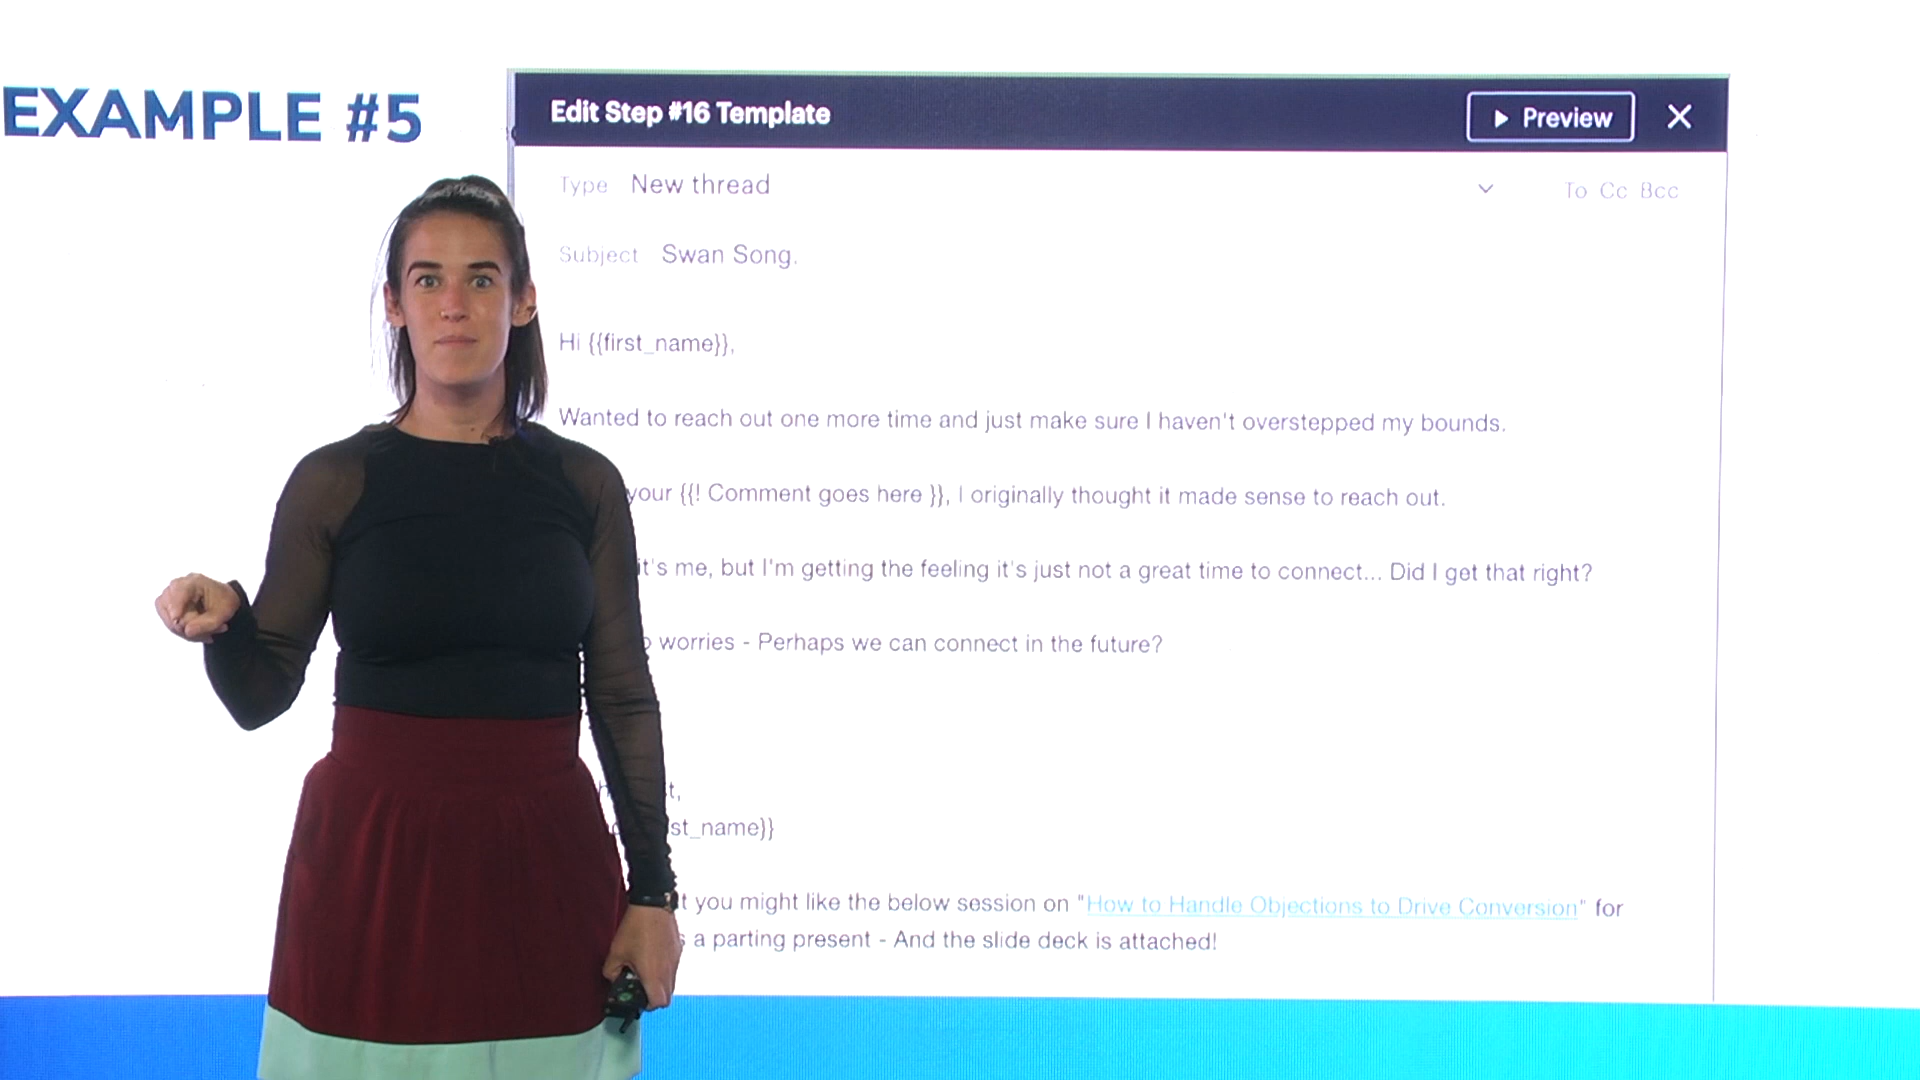 EXAMPLE #5
Edit Step #16 Template
Preview
Type New thread
To Cc Bcc
Subject Swan Song.
Hi {{first_name}},
Wanted to reach out one more time and just make sure I haven't overstepped my bounds.
your {{! Comment goes here }}, I originally thought it made sense to reach out.
it's me, but I'm getting the feeling it's just not a great time to connect... Did I get that right?
worries - Perhaps we can connect in the future?
st_name}}
you might like the below session on "How to Handle Objections to Drive Conversion" for
a parting present - And the slide deck is attached!